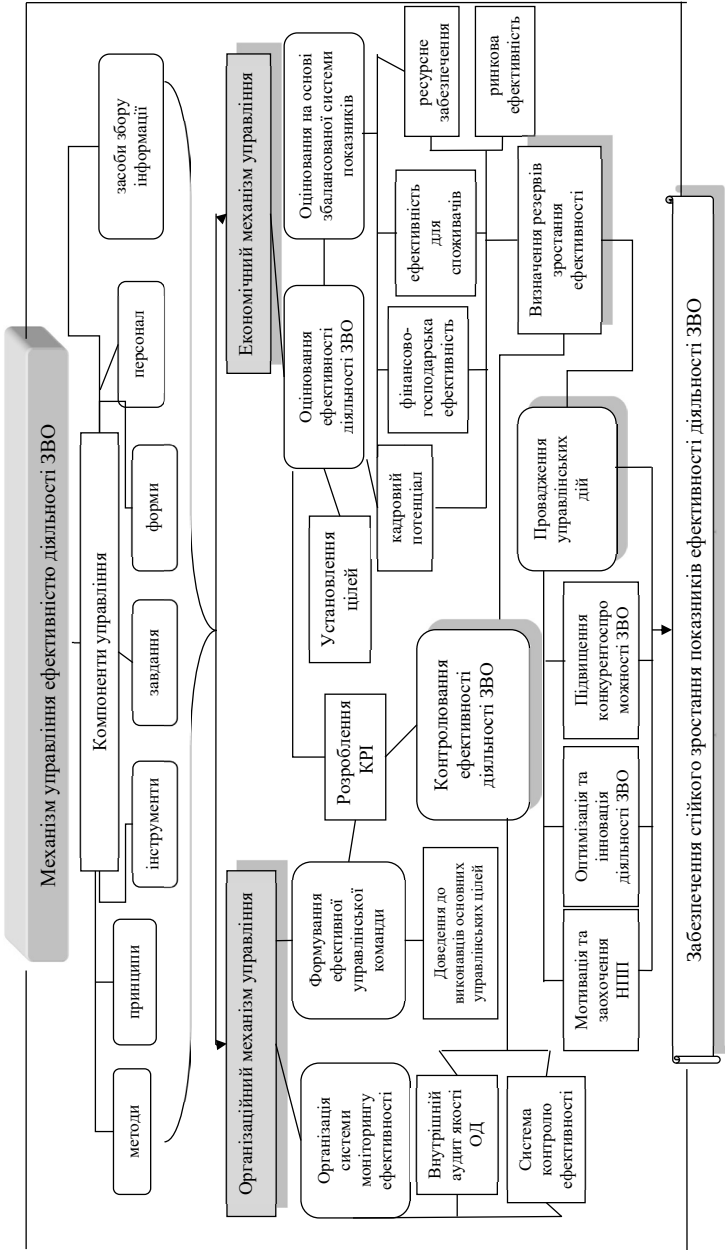 Механізм управління ефективністю діяльності ЗВО
Компоненти управління
методи
принципи
інструменти
завдання
форми
персонал
засоби збору
інформації
Організаційний механізм управління
Економічний механізм управління
Організація
системи
моніторингу
ефективності
Формування
ефективної
управлінської
команди
Розроблення
КРІ
Установлення
цілей
Оцінювання
ефективності
діяльності ЗВО
Оцінювання на основі
збалансованої системи
показників
Внутрішній
аудит якості
ОД
Система
контролю
ефективності
Доведення до
виконавців основних
управлінських цілей
Контролювання
ефективності
діяльності ЗВО
кадровий
потенціал
фінансово-
господарська
ефективність
ефективність
для
споживачів
ресурсне
забезпечення
ринкова
ефективність
Визначення резервів
зростання
ефективності
Провадження
управлінських
дій
Мотивація та
заохочення
НПП
Оптимізація та
інновація
діяльності ЗВО
Підвищення
конкурентоспро
можності ЗВО
Забезпечення стійкого зростання показників ефективності діяльності ЗВО